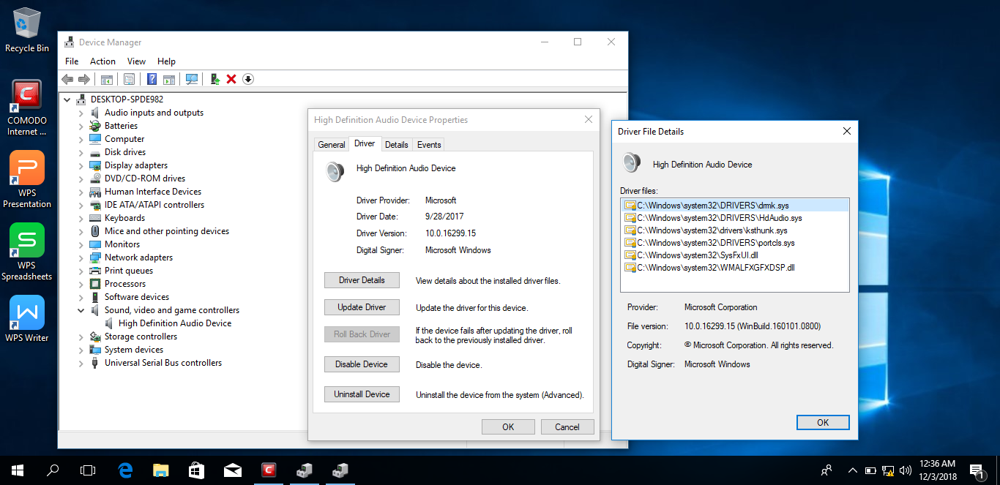 Recycle Bin
COMODO
Internet ...
WPS
Presentation
WPS
Spreadsheets
WPS Writer
Device Manager
File Action View Help
DESKTOP-SPDE982
Audio inputs and outputs
Batteries
Computer
Disk drives
Display adapters
DVD/CD-ROM drives
Human Interface Devices
IDE ATA/ATAPI controllers
Keyboards
Mice and other pointing devices
Monitors
Network adapters
Print queues
Processors
Software devices
Sound, video and game controllers
High Definition Audio Device
Storage controllers
System devices
Universal Serial Bus controllers
High Definition Audio Device Properties
General Driver Details Events
High Definition Audio Device
Driver Provider: Microsoft
Driver Date: 9/28/2017
Driver Version: 10.0.16299.15
Digital Signer: Microsoft Windows
Driver Details View details about the installed driver files.
Update Driver Update the driver for this device.
Roll Back Driver If the device fails after updating the driver, roll
back to the previously installed driver.
Disable Device Disable the device.
Uninstall Device Uninstall the device from the system (Advanced).
OK Cancel
Driver File Details
High Definition Audio Device
Driver files:
C:\Windows\system32\DRIVERS\dmk.sys
C:\Windows\system32\DRIVERS\HdAudio.sys
C:\Windows\system32\drivers\ksthunk.sys
C:\Windows\system32\DRIVERS\portcls.sys
C:\Windows\system32\SysFxUI.dll
C:\Windows\system32\WMALFXGFXDSP.dll
Provider: Microsoft Corporation
File version: 10.0.16299.15 (WinBuild.160101.0800)
Copyright: © Microsoft Corporation. All rights reserved.
Digital Signer: Microsoft Windows
OK
12:36 AM
12/3/2018
1